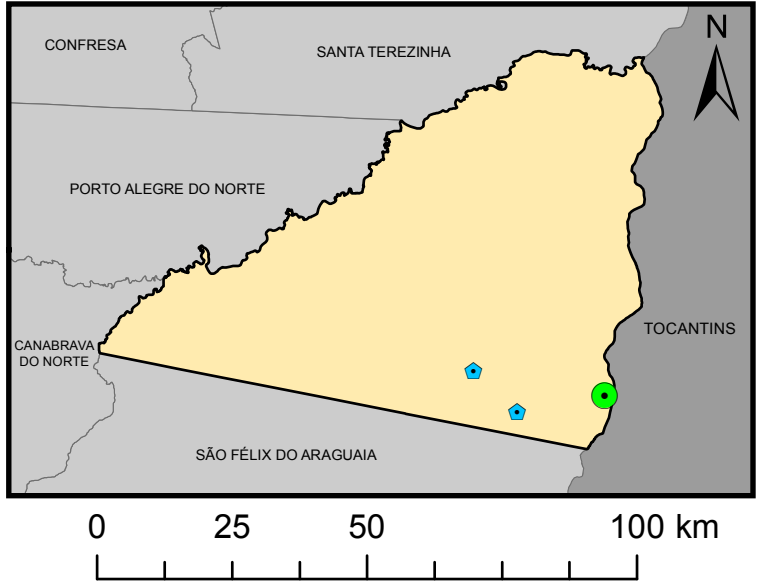 CONFRESA
SANTA TEREZINHA
N
PORTO ALEGRE DO NORTE
TOCANTINS
CANABRAVA
DO NORTE
SÃO FÉLIX DO ARAGUAIA
0 25 50 100 km